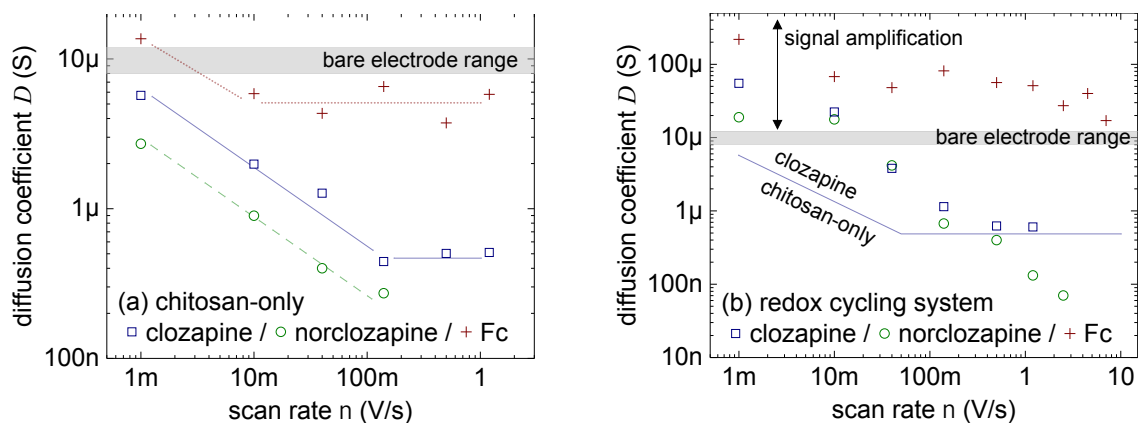 10µ
1µ
100n
diffusion coefficient D (S)
bare electrode range
(a) chitosan-only
□ clozapine / ○ norclozapine / + Fc
1m 10m 100m 1
scan rate n (V/s)
100µ
10µ
1µ
100n
10n
diffusion coefficient D (S)
signal amplification
bare electrode range
clozapine
chitosan-only
(b) redox cycling system
□ clozapine / ○ norclozapine / + Fc
1m 10m 100m 1 10
scan rate n (V/s)